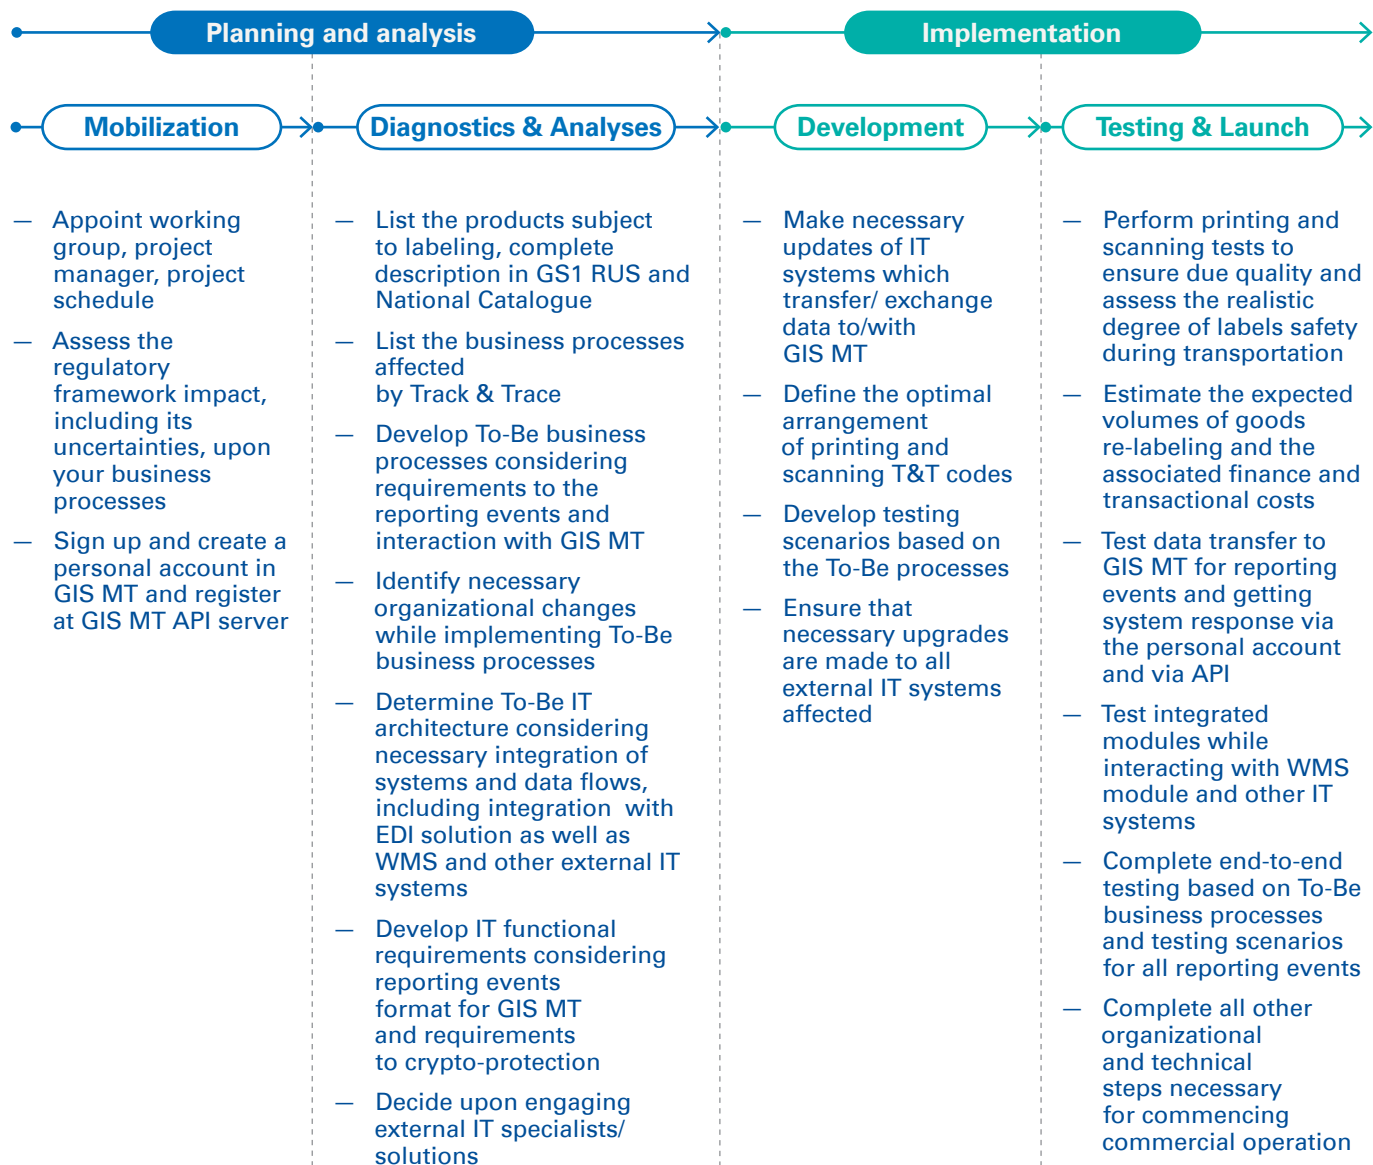 Planning and analysis
Implementation
Mobilization
Diagnostics & Analyses
Development
Testing & Launch
— Appoint working
group, project
manager, project
schedule
— Assess the
regulatory
framework impact,
including its
uncertainties, upon
your business
processes
— Sign up and create a
personal account in
GIS MT and register
at GIS MT API server
— List the products subject
to labeling, complete
description in GS1 RUS and
National Catalogue
— List the business processes
affected
by Track & Trace
— Develop To-Be business
processes considering
requirements to the
reporting events and
interaction with GIS MT
— Identify necessary
organizational changes
while implementing To-Be
business processes
— Determine To-Be IT
architecture considering
necessary integration of
systems and data flows,
including integration with
EDI solution as well as
WMS and other external IT
systems
— Develop IT functional
requirements considering
reporting events
format for GIS MT
and requirements
to crypto-protection
— Decide upon engaging
external IT specialists/
solutions
— Make necessary
updates of IT
systems which
transfer/ exchange
data to/with
GIS MT
— Define the optimal
arrangement
of printing and
scanning T&T codes
— Develop testing
scenarios based on
the To-Be processes
— Ensure that
necessary upgrades
are made to all
external IT systems
affected
— Perform printing and
scanning tests to
ensure due quality and
assess the realistic
degree of labels safety
during transportation
— Estimate the expected
volumes of goods
re-labeling and the
associated finance and
transactional costs
— Test data transfer to
GIS MT for reporting
events and getting
system response via
the personal account
and via API
— Test integrated
modules while
interacting with WMS
module and other IT
systems
— Complete end-to-end
testing based on To-Be
business processes
and testing scenarios
for all reporting events
— Complete all other
organizational
and technical
steps necessary
for commencing
commercial operation